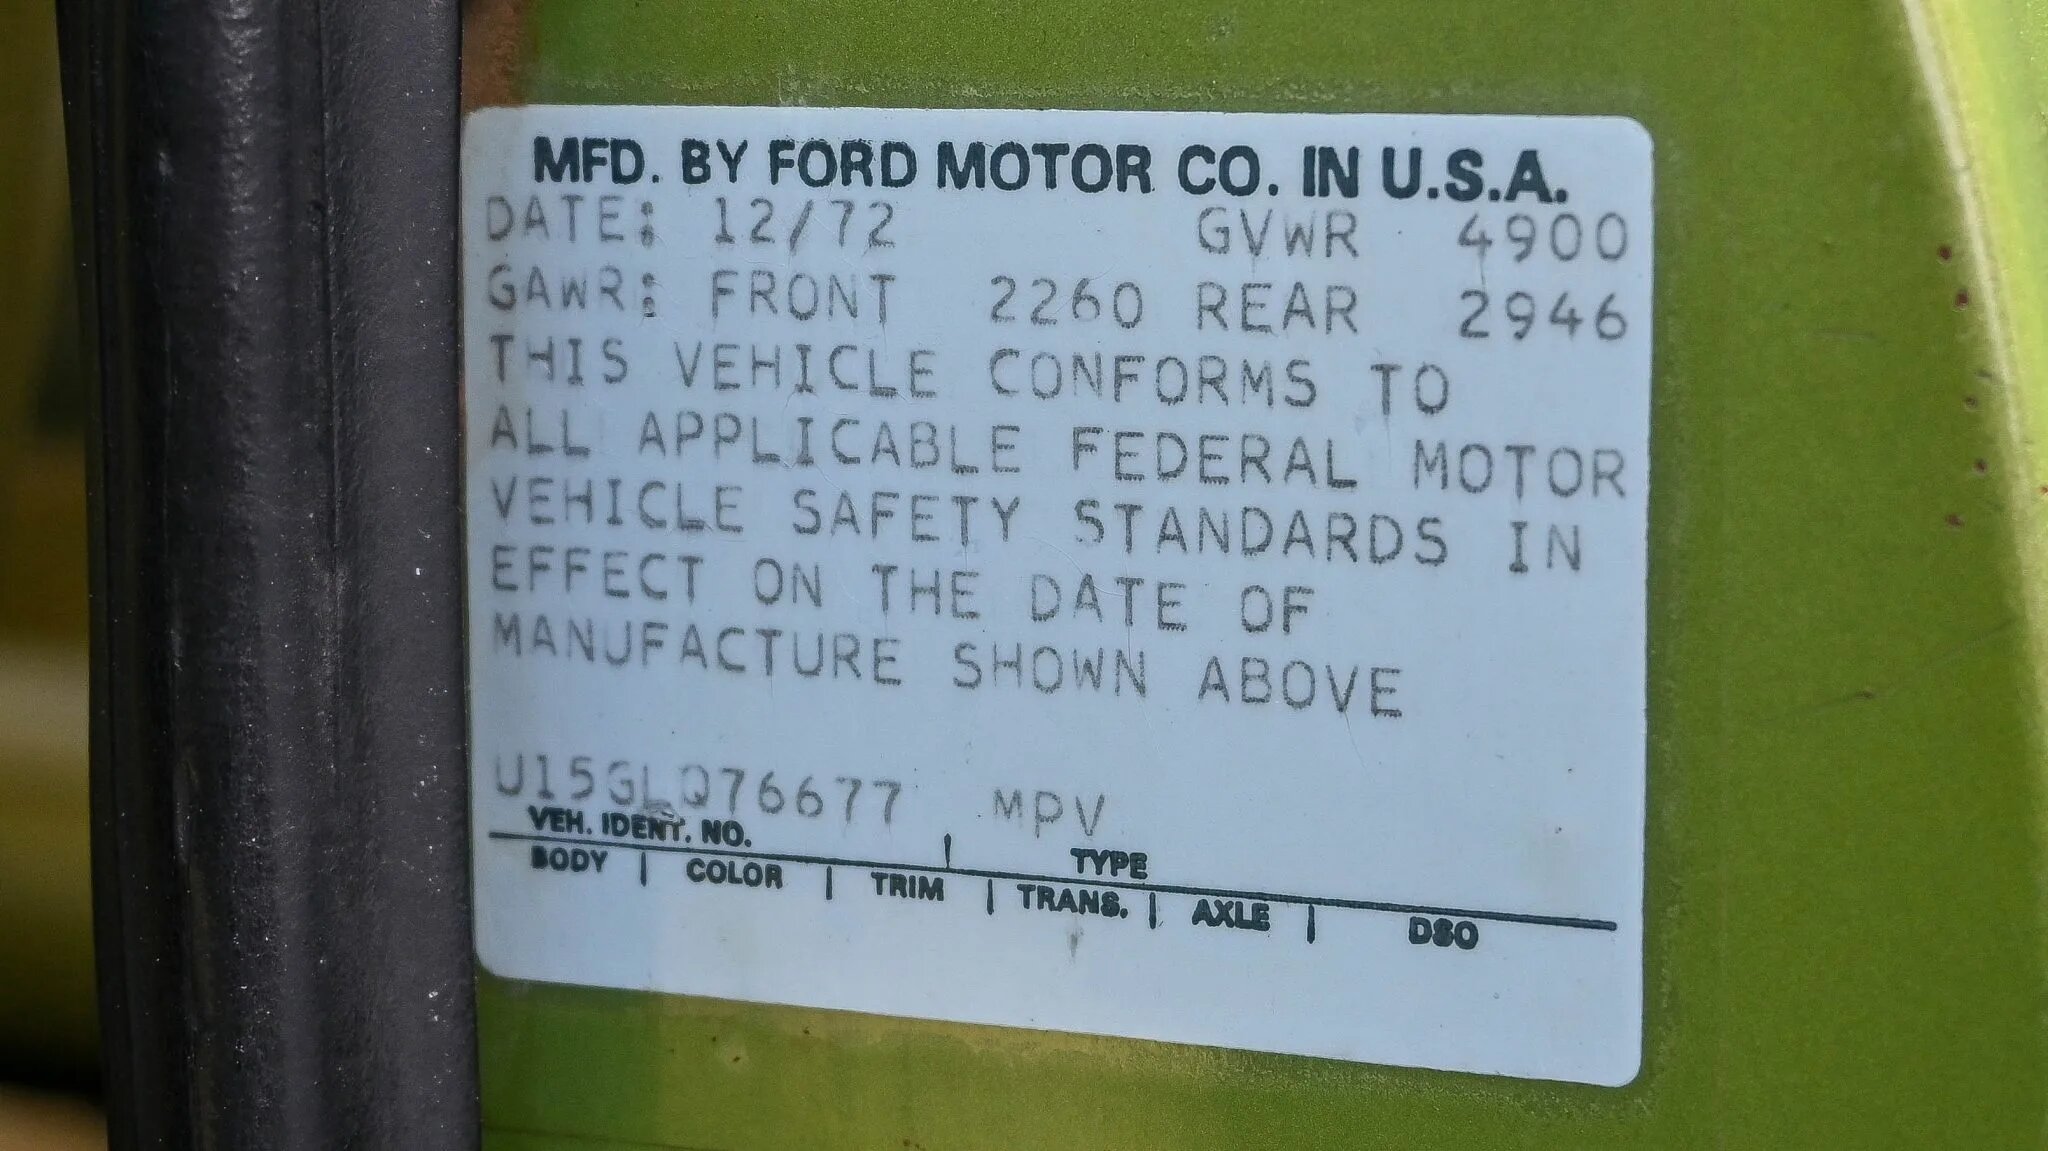 MFD. BY FORD MOTOR CO. IN U.S.A.
DATE: 12/72 GVWR 4900
GAWR: FRONT 2260 REAR 2946
THIS VEHICLE CONFORMS TO
ALL APPLICABLE FEDERAL MOTOR
VEHICLE SAFETY STANDARDS IN
EFFECT ON THE DATE OF
MANUFACTURE SHOWN ABOVE
U15GLQ76677 MPV
VEH. IDENT. NO. | TYPE
BODY | COLOR | TRIM | TRANS. | AXLE | DSO